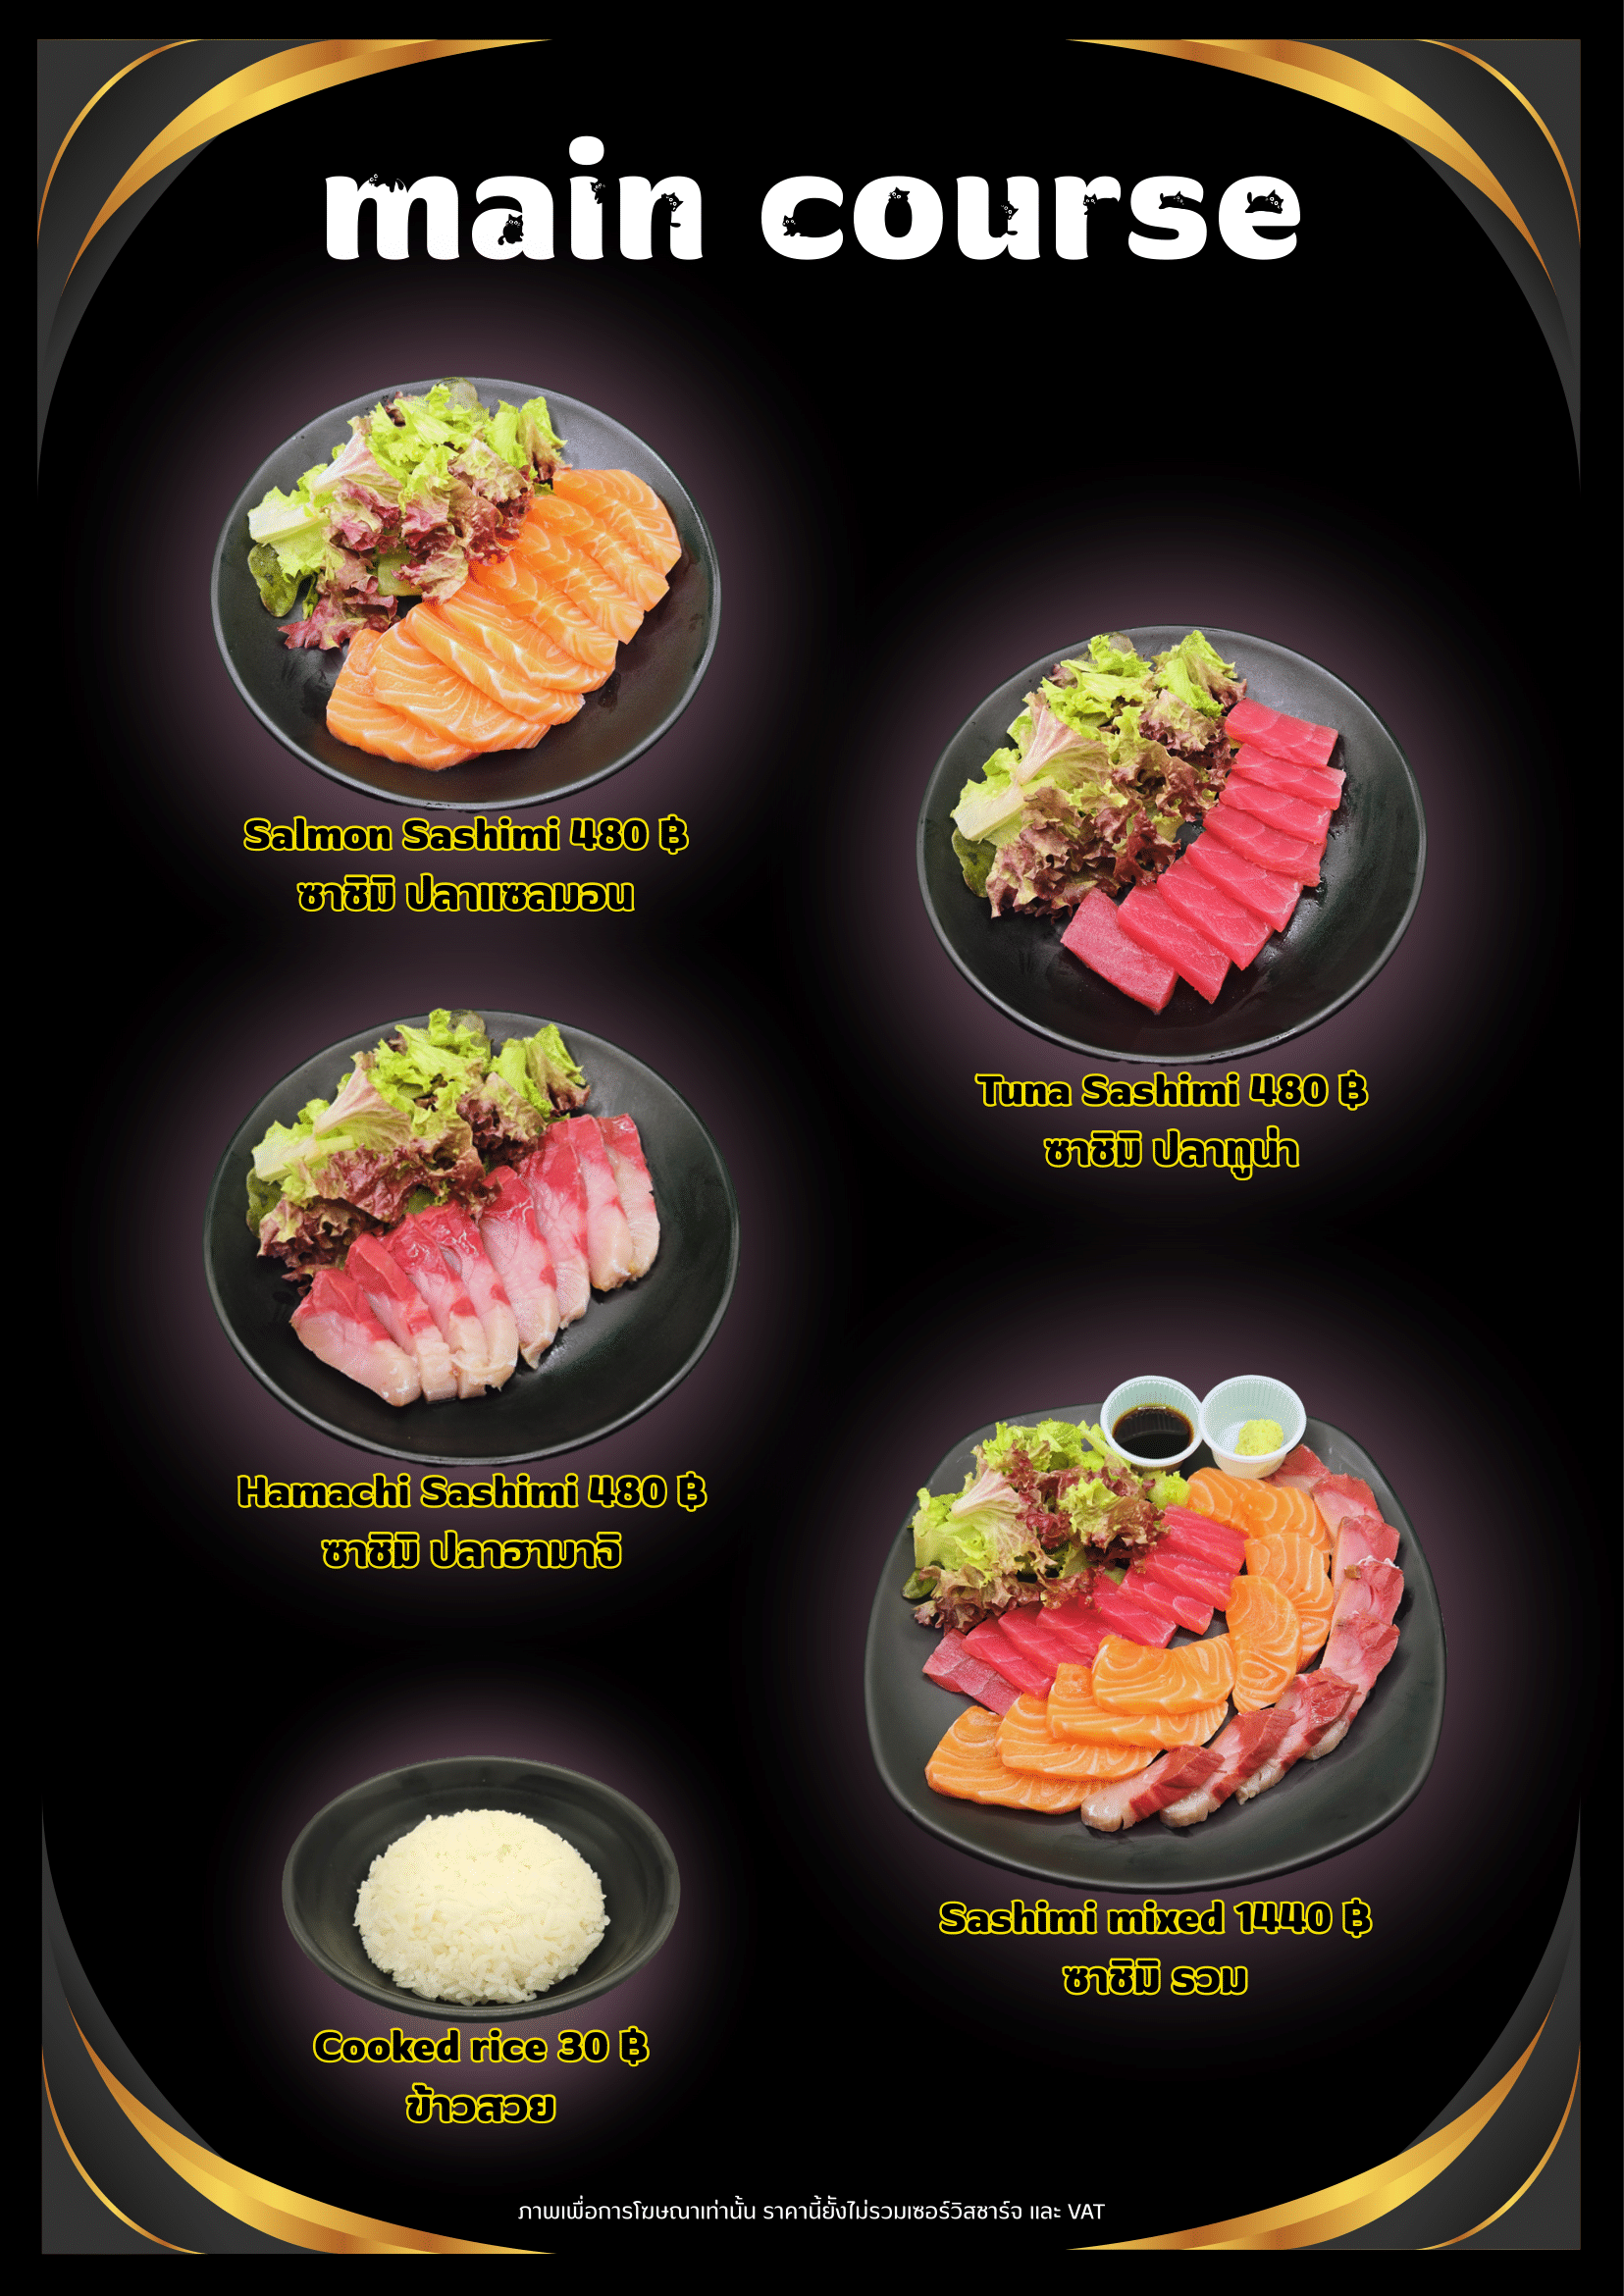 main course
Salmon Sashimi 480 ฿
ซาชิมิ ปลาแซลมอน
Tuna Sashimi 480 ฿
ซาชิมิ ปลาทูน่า
Hamachi Sashimi 480 ฿
ซาชิมิ ปลาฮามาจิ
Sashimi mixed 1440 ฿
ซาชิมิ รวม
Cooked rice 30 ฿
ข้าวสวย
ภาพเพื่อการโฆษณาเท่านั้น ราคานี้ยังไม่รวมเซอร์วิสชาร์จ และ VAT